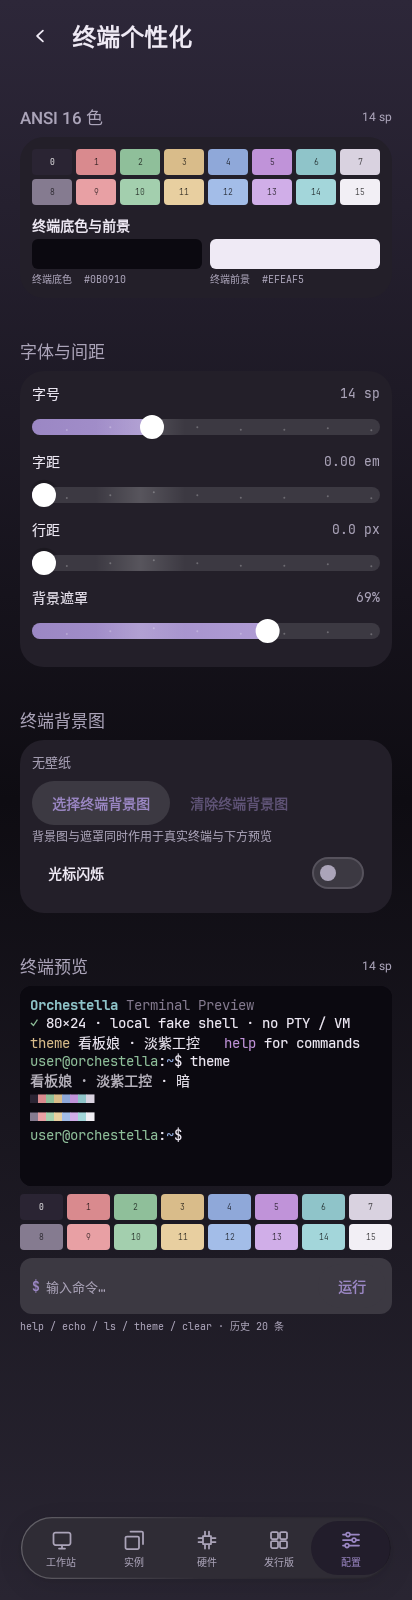 终端个性化
ANSI 16 色 14 sp
0 1 2 3 4 5 6 7
8 9 10 11 12 13 14 15
终端底色与前景
终端底色 #0B0910 终端前景 #EFEAF5
字体与间距
字号 14 sp
字距 0.00 em
行距 0.0 px
背景遮罩 69%
终端背景图
无壁纸
选择终端背景图 清除终端背景图
背景图与遮罩同时作用于真实终端与下方预览
光标闪烁
终端预览 14 sp
Orchestella Terminal Preview
✓ 80×24 · local fake shell · no PTY / VM
theme 看板娘 · 淡紫工控 help for commands
user@orchestella:~$ theme
看板娘 · 淡紫工控 · 暗
user@orchestella:~$
0 1 2 3 4 5 6 7
8 9 10 11 12 13 14 15
$ 输入命令… 运行
help / echo / ls / theme / clear · 历史 20 条
工作站 实例 硬件 发行版 配置